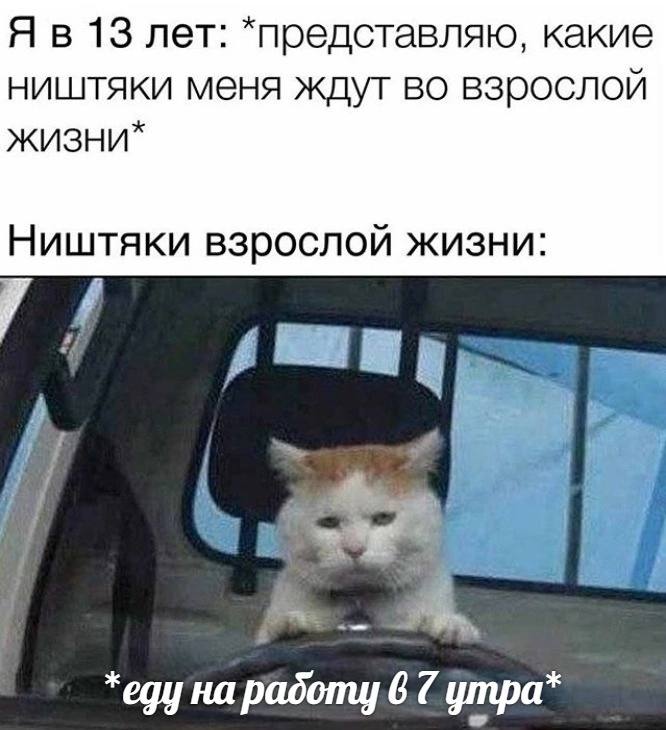 Я в 13 лет: *представляю, какие
ништяки меня ждут во взрослой
жизни*
Ништяки взрослой жизни:
*еду на работу в 7 утра*